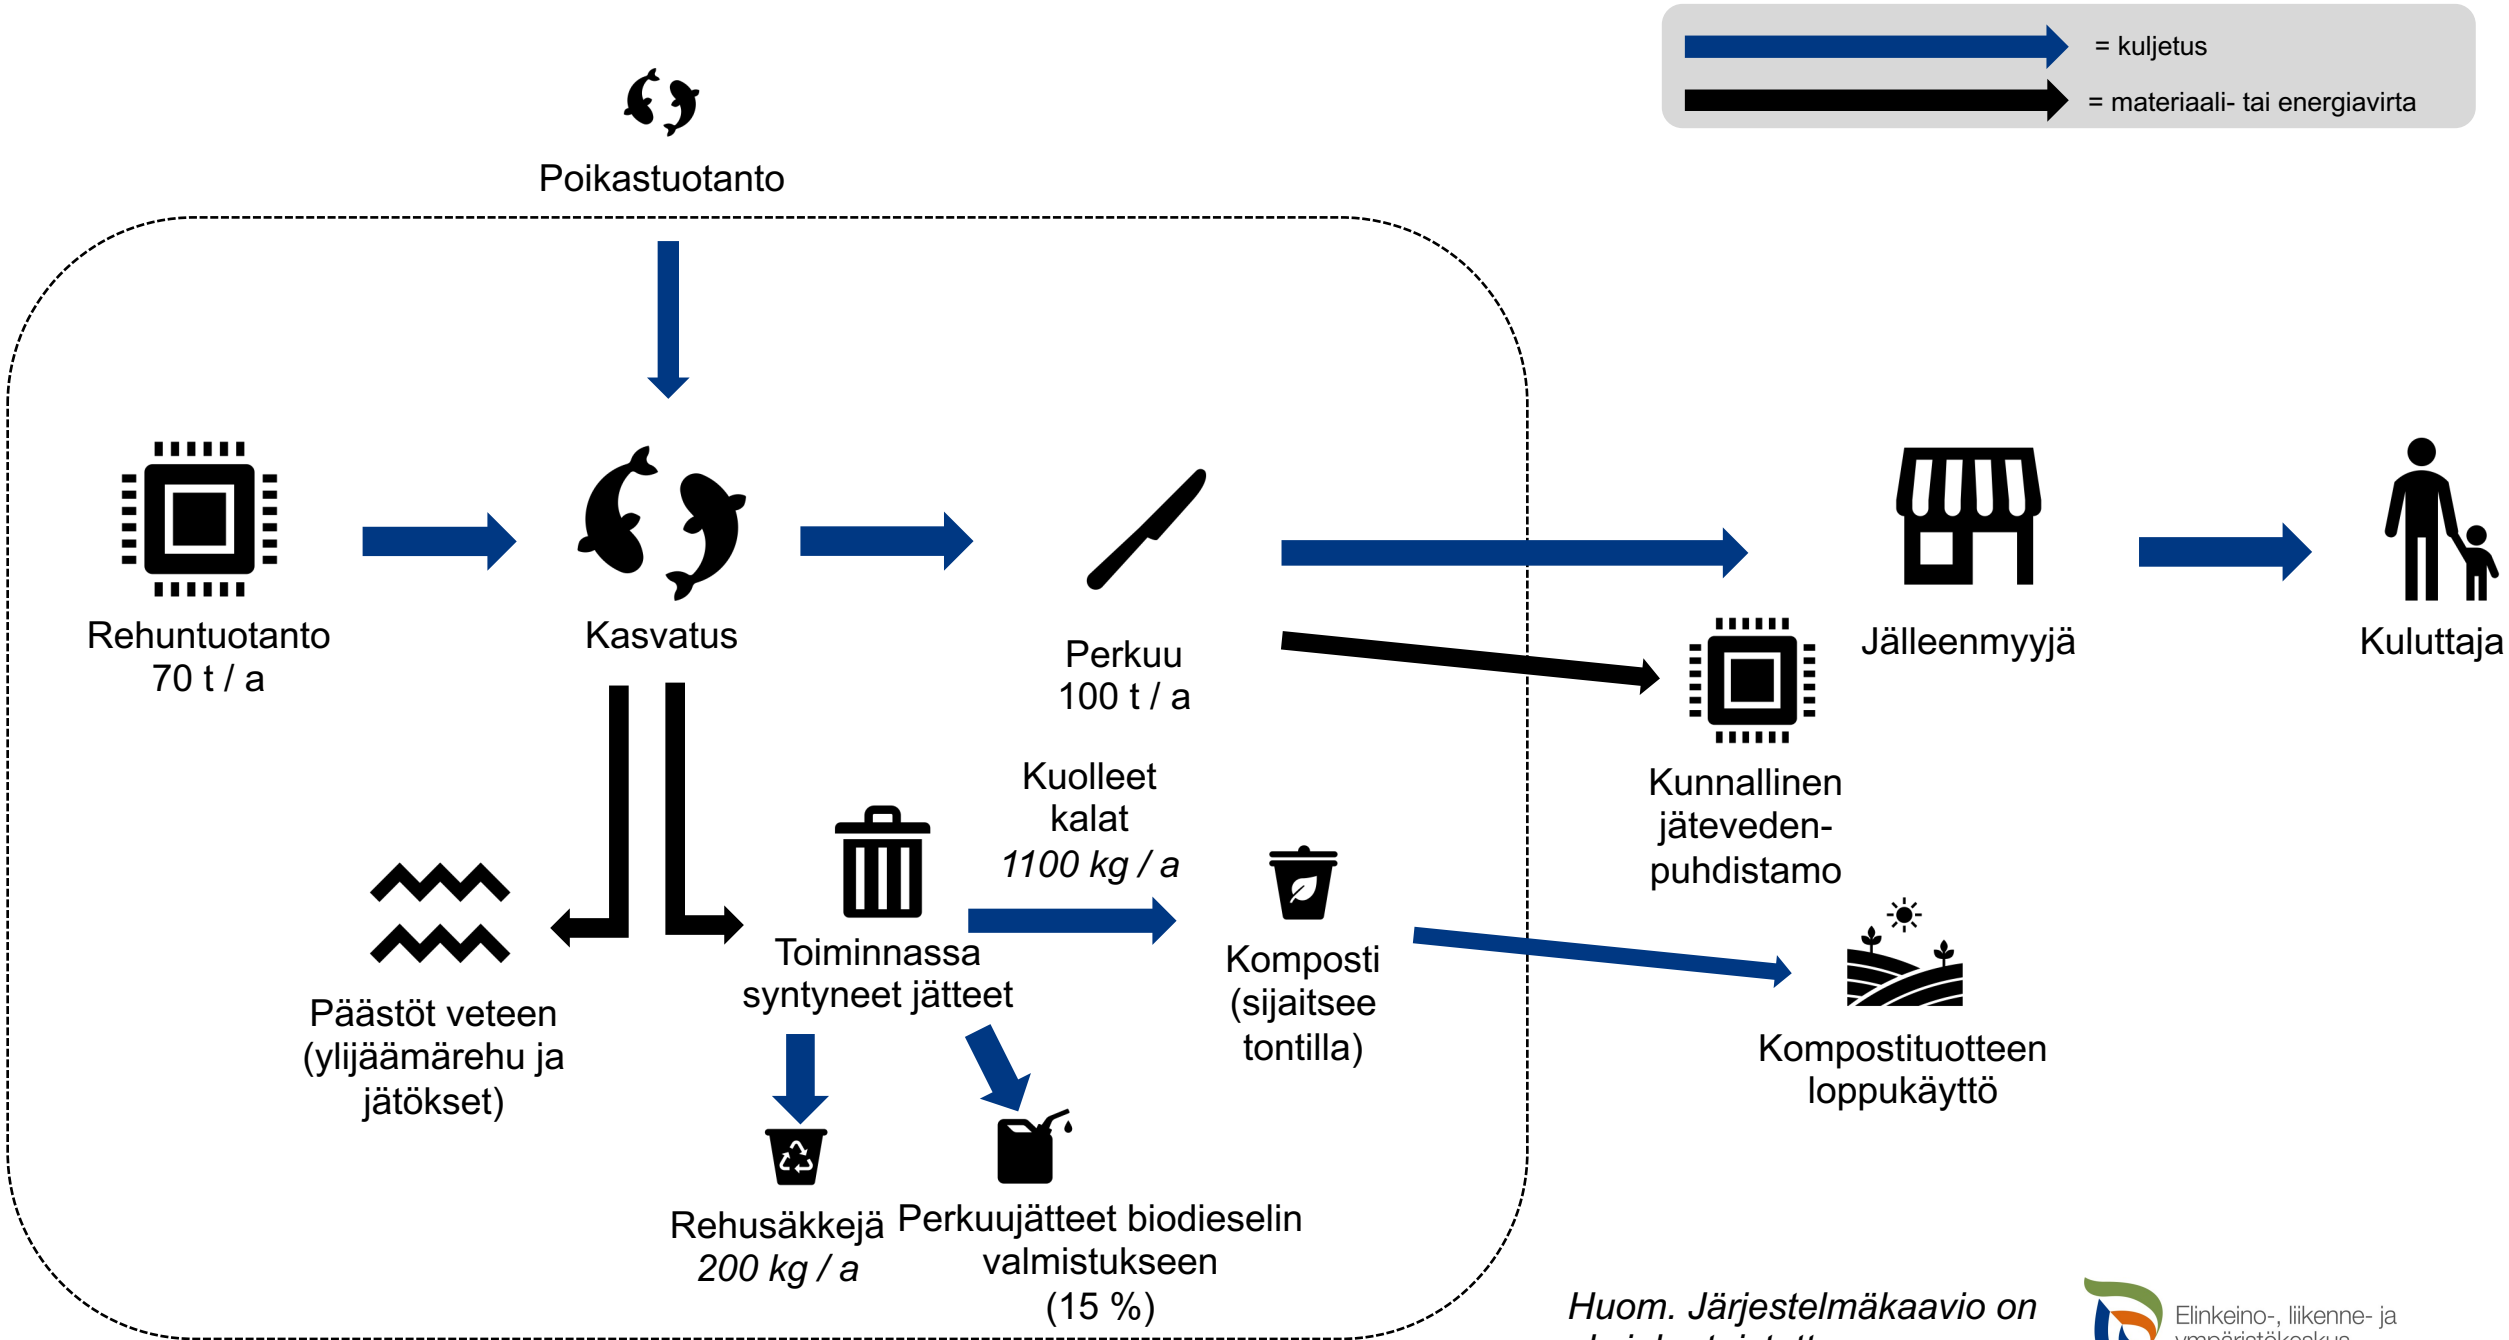 = kuljetus
= materiaali- tai energiavirta
Poikastuotanto
Rehuntuotanto
70 t / a
Kasvatus
Perkuu
100 t / a
Jälleenmyyjä
Kuluttaja
Kunnallinen
jäteveden-
puhdistamo
Kuolleet
kalat
1100 kg / a
Toiminnassa
syntyneet jätteet
Komposti
(sijaitsee
tontilla)
Päästöt veteen
(ylijäämärehu ja
jätökset)
Kompostituotteen
loppukäyttö
Rehusäkkejä
200 kg / a
Perkuujätteet biodieselin
valmistukseen
(15 %)
Huom. Järjestelmäkaavio on
Elinkeino-, liikenne- ja
ympäristökeskus